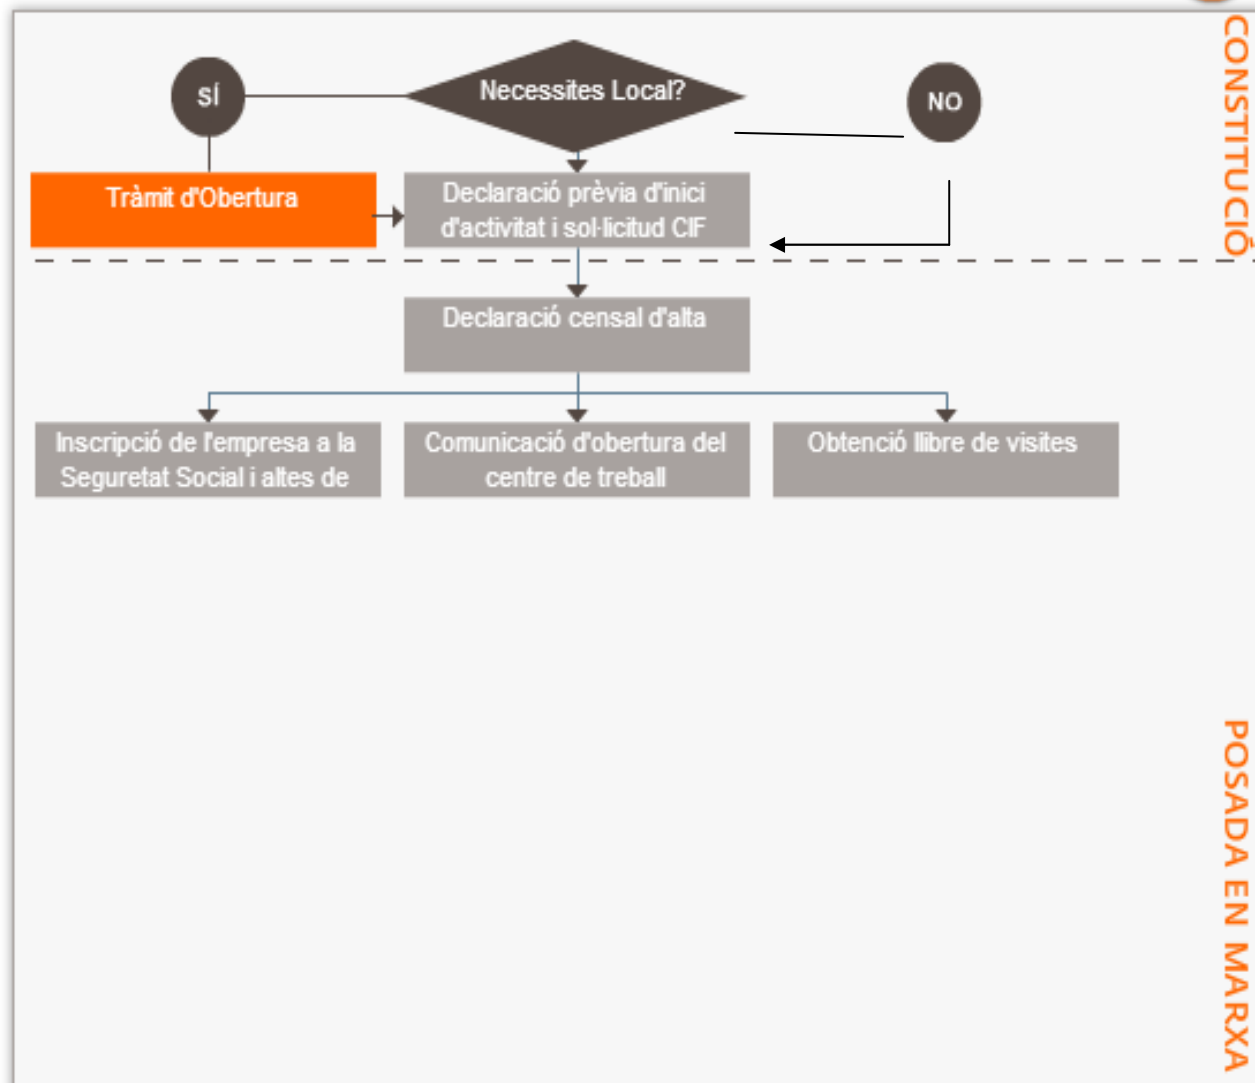 CONSTITUCIÓ
SÍ
Necessites Local?
NO
Tràmit d'Obertura
Declaració prèvia d'inici
d'activitat i sol·licitud CIF
Declaració censal d'alta
Inscripció de l'empresa a la
Seguretat Social i altes de
Comunicació d'obertura del
centre de treball
Obtenció llibre de visites
POSADA EN MARXA